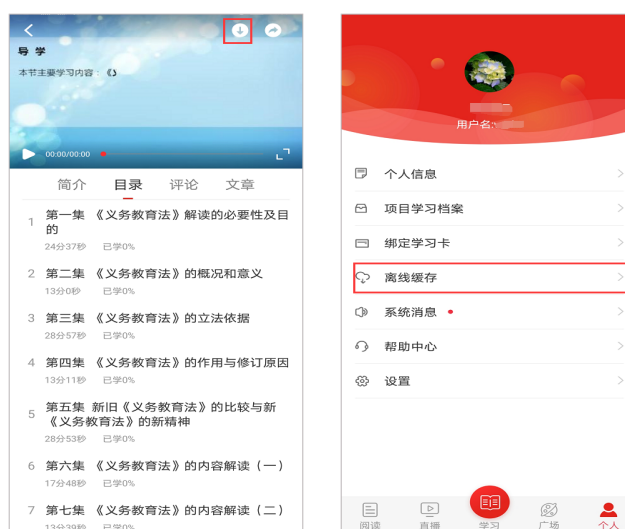 导 学
本节主要学习内容：《》
00:00/00:00
简介 目录 评论 文章
1 第一集 《义务教育法》解读的必要性及目
的
24分37秒 已学0%
2 第二集 《义务教育法》的概况和意义
13分0秒 已学0%
3 第三集 《义务教育法》的立法依据
28分57秒 已学0%
4 第四集 《义务教育法》的作用与修订原因
13分11秒 已学0%
5 第五集 新旧《义务教育法》的比较与新
《义务教育法》的新精神
28分53秒 已学0%
6 第六集 《义务教育法》的内容解读（一）
17分48秒 已学0%
7 第七集 《义务教育法》的内容解读（二）
13分39秒 已学0%
用户名:
个人信息
项目学习档案
绑定学习卡
离线缓存
系统消息
帮助中心
设置
阅读 直播 学习 广场 个人